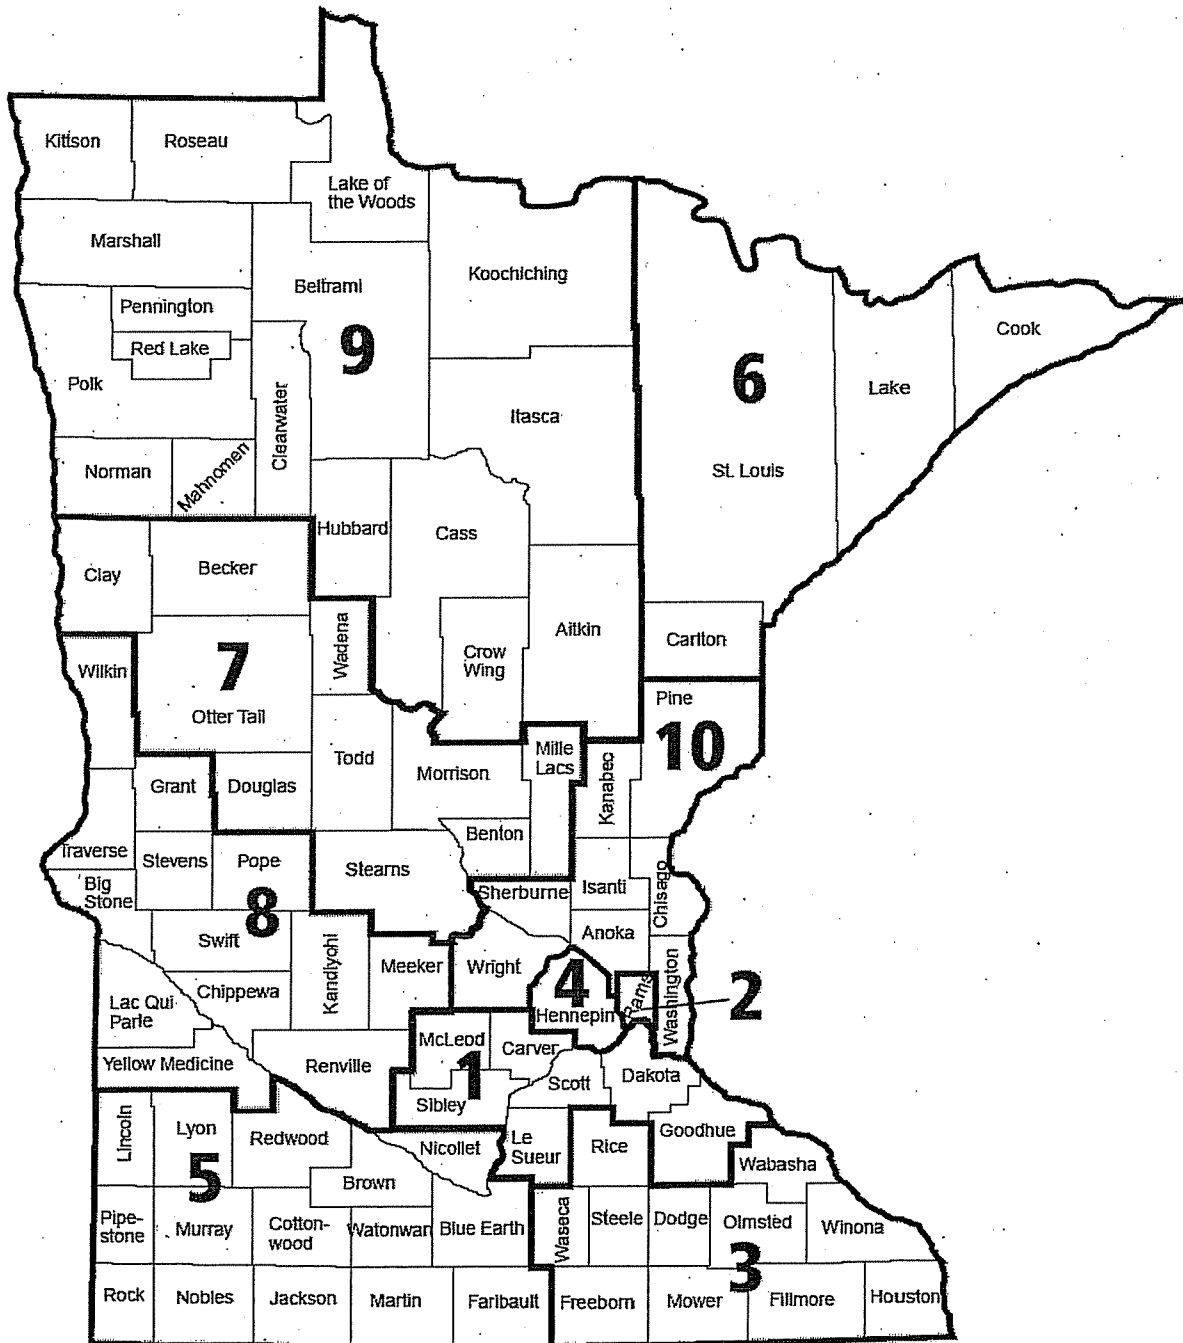 Kittson
Roseau
Lake of
the Woods
Marshall
Koochiching
Beltrami
Pennington
Cook
Red Lake
9
6
Polk
Lake
Itasca
Clearwater
Norman
Mahnomen
St. Louis
Hubbard
Cass
Clay
Becker
Aitkin
Carlton
Wadena
Crow
Wing
Wilkin
7
Pine
Otter Tail
10
Mille
Lacs
Todd
Morrison
Kanabec
Grant
Douglas
Benton
Traverse
Stevens
Pope
Stearns
Big
Stone
Sherburne
Isanti
Chisago
8
Swift
Anoka
Kandiyohi
Meeker
Wright
4
Washington
Chippewa
Rams
2
Lac Qui
Parle
Hennepin
McLeod
Carver
Yellow Medicine
Renville
1
Scott
Dakota
Sibley
Lincoln
Lyon
Redwood
Nicollet
Le
Sueur
Rice
Goodhue
Wabasha
5
Brown
Pipe-
stone
Murray
Cotton-
wood
Watonwan
Blue Earth
Waseca
Steele
Dodge
Olmsted
Winona
3
Rock
Nobles
Jackson
Martin
Faribault
Freeborn
Mower
Fillmore
Houston